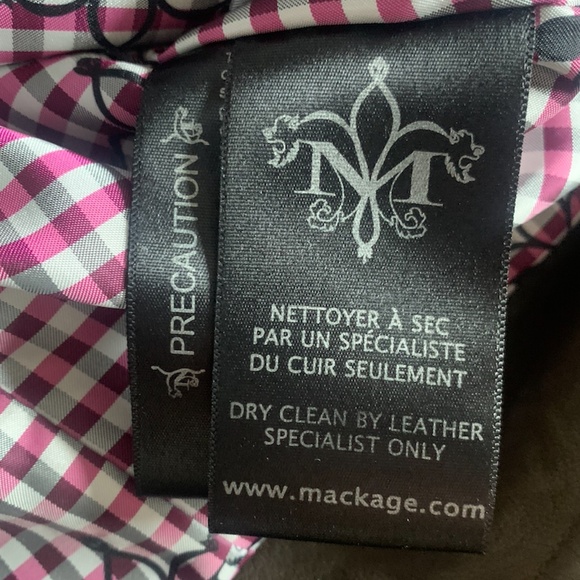 PRECAUTION
M
NETTOYER À SEC
PAR UN SPÉCIALISTE
DU CUIR SEULEMENT
DRY CLEAN BY LEATHER
SPECIALIST ONLY
www.mackage.com